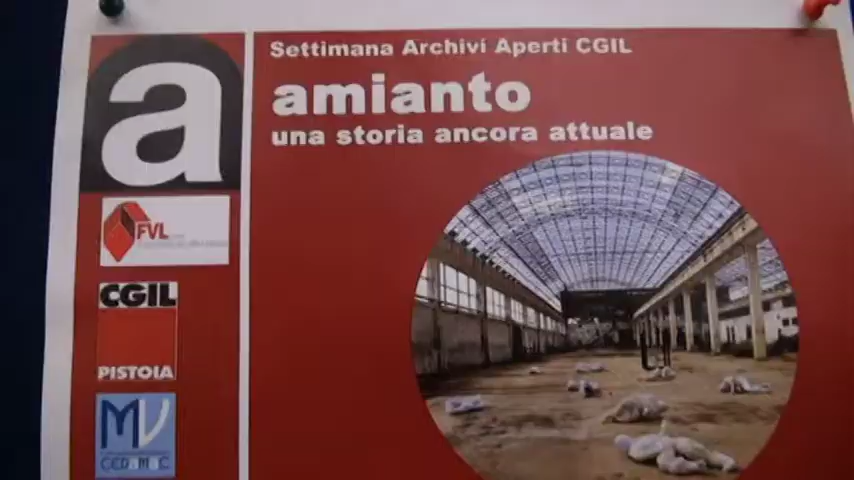 Settimana Archivi Aperti CGIL
amianto
una storia ancora attuale
a
FVL
CGIL
PISTOIA
MV